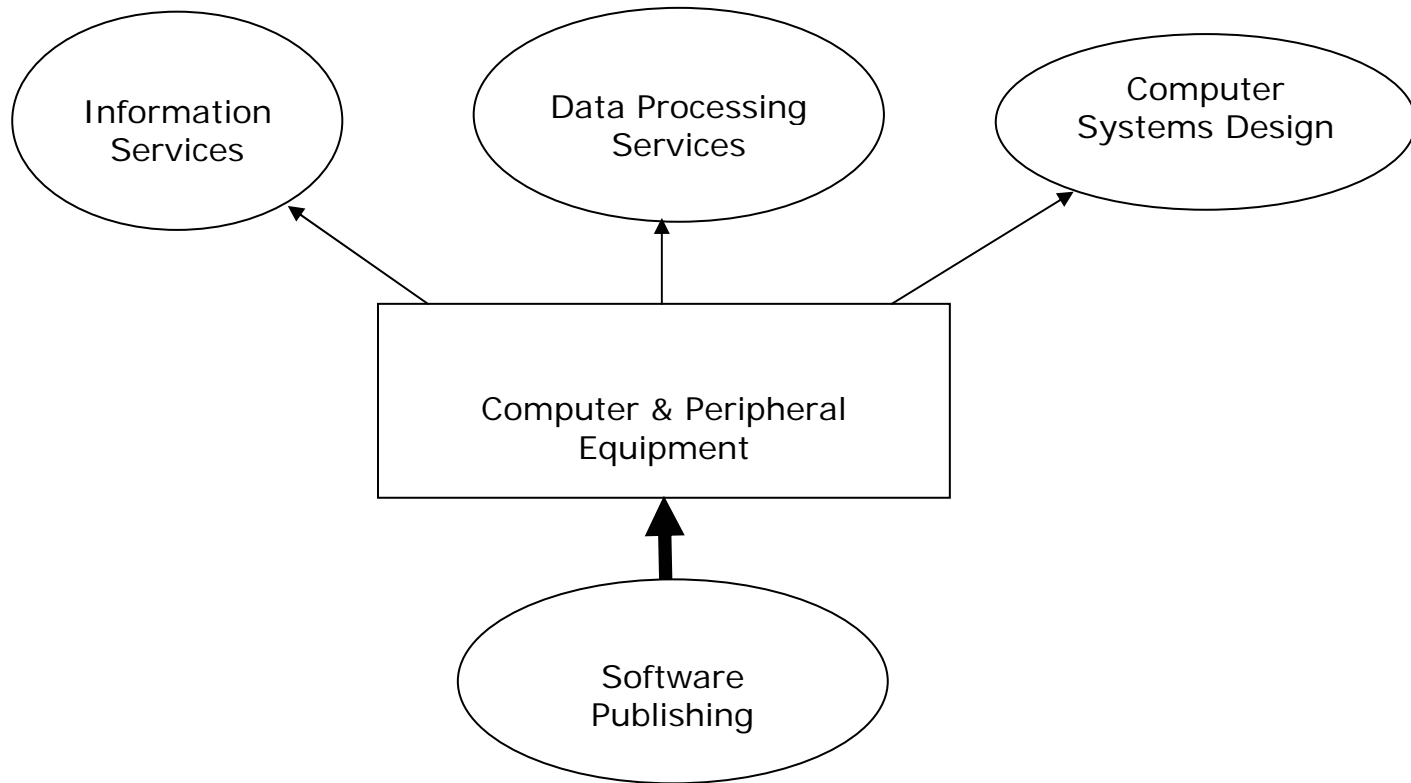 Information
Services
Data Processing
Services
Computer
Systems Design
Computer & Peripheral
Equipment
Software
Publishing